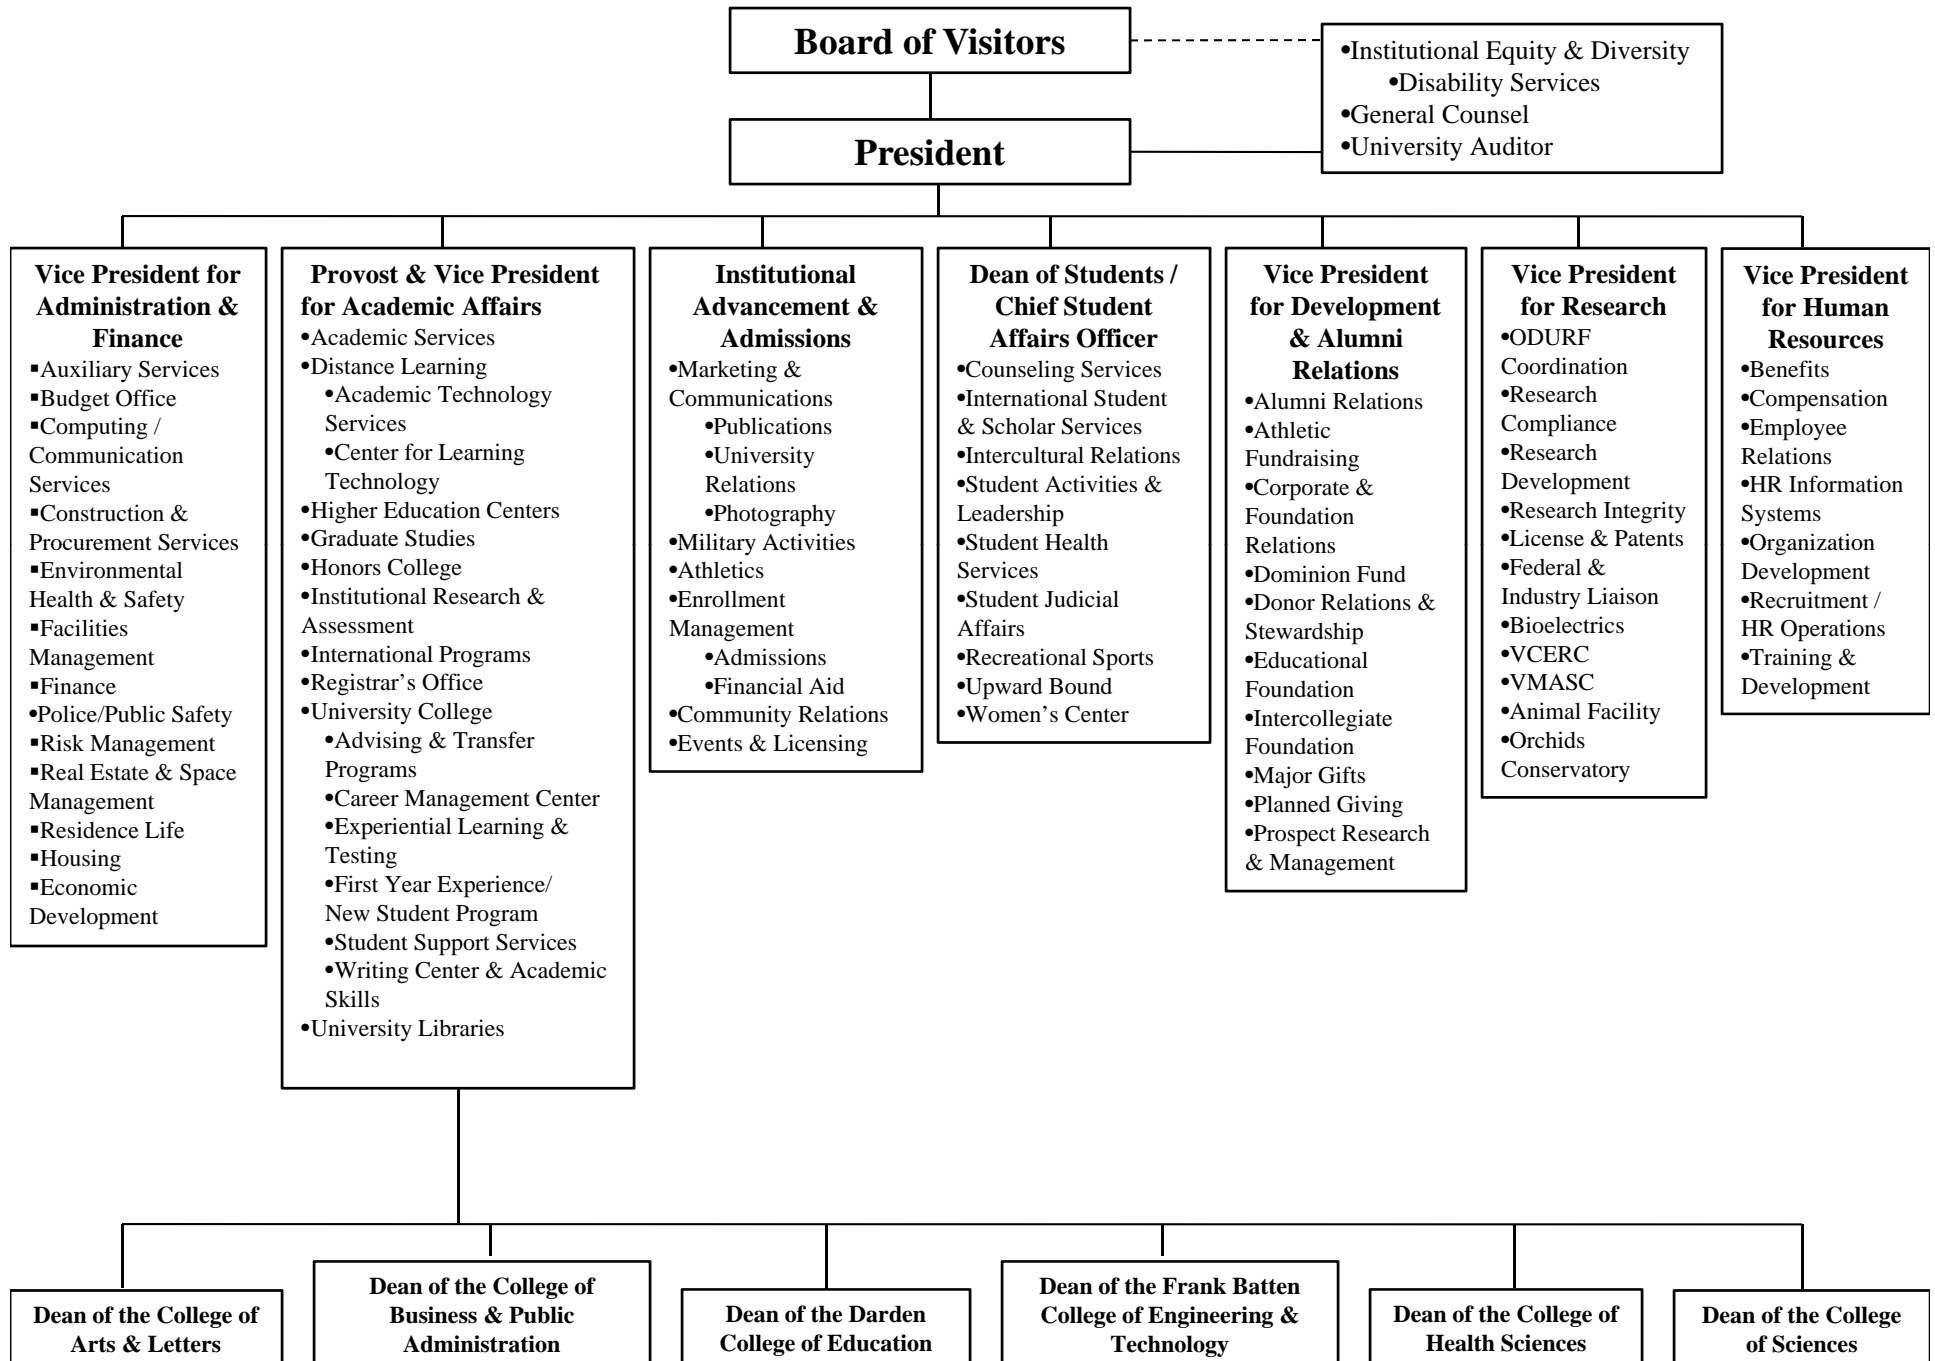 Board of Visitors
•Institutional Equity & Diversity
•Disability Services
•General Counsel
•University Auditor
President
Vice President for
Administration &
Finance
▪Auxiliary Services
▪Budget Office
▪Computing /
Communication
Services
▪Construction &
Procurement Services
▪Environmental
Health & Safety
▪Facilities
Management
▪Finance
•Police/Public Safety
▪Risk Management
▪Real Estate & Space
Management
▪Residence Life
▪Housing
▪Economic
Development
Provost & Vice President
for Academic Affairs
•Academic Services
•Distance Learning
•Academic Technology
Services
•Center for Learning
Technology
•Higher Education Centers
•Graduate Studies
•Honors College
•Institutional Research &
Assessment
•International Programs
•Registrar’s Office
•University College
•Advising & Transfer
Programs
•Career Management Center
•Experiential Learning &
Testing
•First Year Experience/
New Student Program
•Student Support Services
•Writing Center & Academic
Skills
•University Libraries
Institutional
Advancement &
Admissions
•Marketing &
Communications
•Publications
•University
Relations
•Photography
•Military Activities
•Athletics
•Enrollment
Management
•Admissions
•Financial Aid
•Community Relations
•Events & Licensing
Dean of Students /
Chief Student
Affairs Officer
•Counseling Services
•International Student
& Scholar Services
•Intercultural Relations
•Student Activities &
Leadership
•Student Health
Services
•Student Judicial
Affairs
•Recreational Sports
•Upward Bound
•Women’s Center
Vice President
for Development
& Alumni
Relations
•Alumni Relations
•Athletic
Fundraising
•Corporate &
Foundation
Relations
•Dominion Fund
•Donor Relations &
Stewardship
•Educational
Foundation
•Intercollegiate
Foundation
•Major Gifts
•Planned Giving
•Prospect Research
& Management
Vice President
for Research
•ODURF
Coordination
•Research
Compliance
•Research
Development
•Research Integrity
•License & Patents
•Federal &
Industry Liaison
•Bioelectrics
•VCERC
•VMASC
•Animal Facility
•Orchids
Conservatory
Vice President
for Human
Resources
•Benefits
•Compensation
•Employee
Relations
•HR Information
Systems
•Organization
Development
•Recruitment /
HR Operations
•Training &
Development
Dean of the College of
Arts & Letters
Dean of the College of
Business & Public
Administration
Dean of the Darden
College of Education
Dean of the Frank Batten
College of Engineering &
Technology
Dean of the College of
Health Sciences
Dean of the College
of Sciences